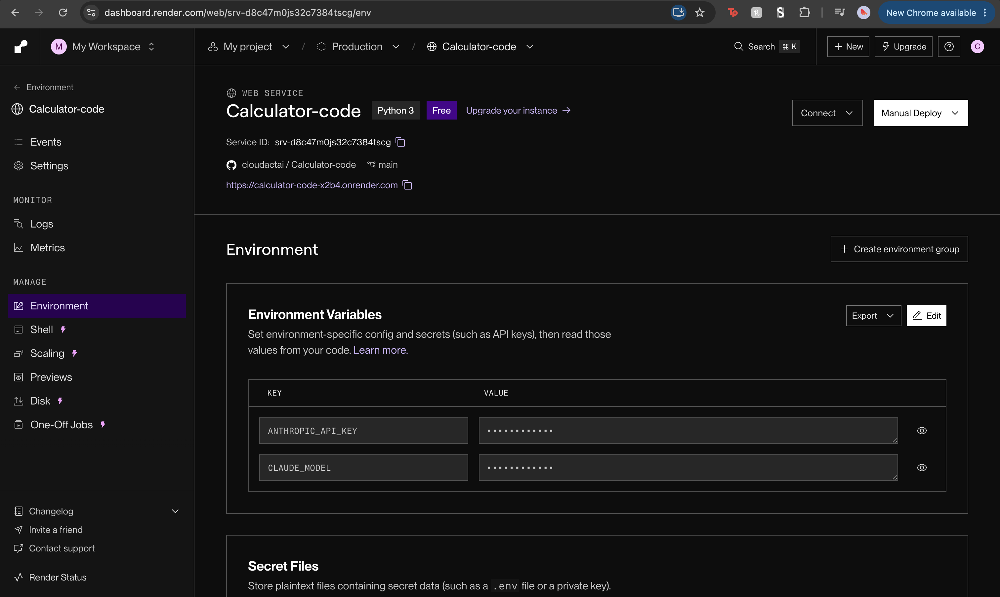 dashboard.render.com/web/srv-d8c47m0js32c7384tscg/env
New Chrome available
M My Workspace
My project / Production / Calculator-code
Search ⌘ K
+ New
Upgrade
C
← Environment
Calculator-code
Events
Settings
MONITOR
Logs
Metrics
MANAGE
Environment
Shell
Scaling
Previews
Disk
One-Off Jobs
Changelog
Invite a friend
Contact support
Render Status
WEB SERVICE
Calculator-code Python 3 Free Upgrade your instance →
Connect
Manual Deploy
Service ID: srv-d8c47m0js32c7384tscg
cloudactai / Calculator-code main
https://calculator-code-x2b4.onrender.com
Environment
+ Create environment group
Environment Variables
Export
Edit
Set environment-specific config and secrets (such as API keys), then read those
values from your code. Learn more.
KEY VALUE
ANTHROPIC_API_KEY ••••••••••••
CLAUDE_MODEL ••••••••••••
Secret Files
Store plaintext files containing secret data (such as a .env file or a private key).